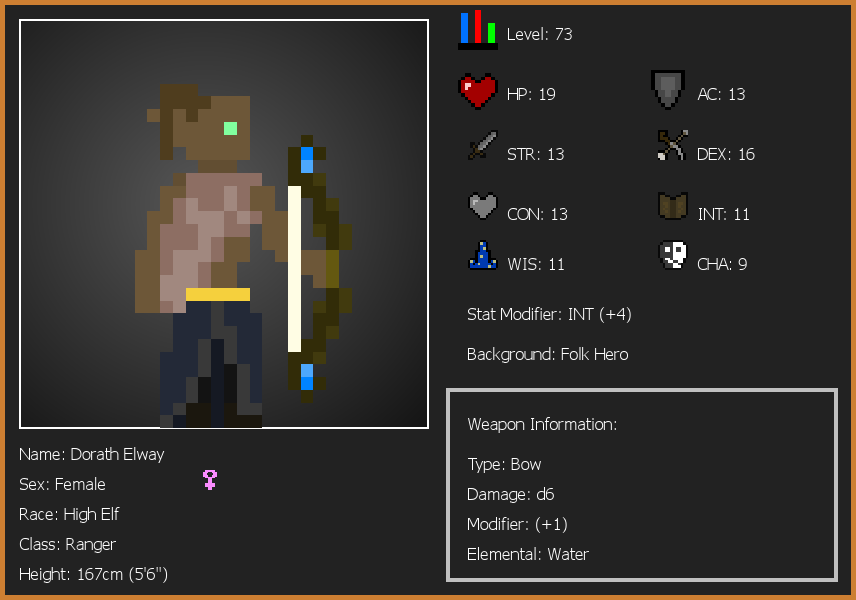 Level: 73
HP: 19
AC: 13
STR: 13
DEX: 16
CON: 13
INT: 11
WIS: 11
CHA: 9
Stat Modifier: INT (+4)
Background: Folk Hero
Weapon Information:
Type: Bow
Damage: d6
Modifier: (+1)
Elemental: Water
Name: Dorath Elway
Sex: Female
Race: High Elf
Class: Ranger
Height: 167cm (5'6")